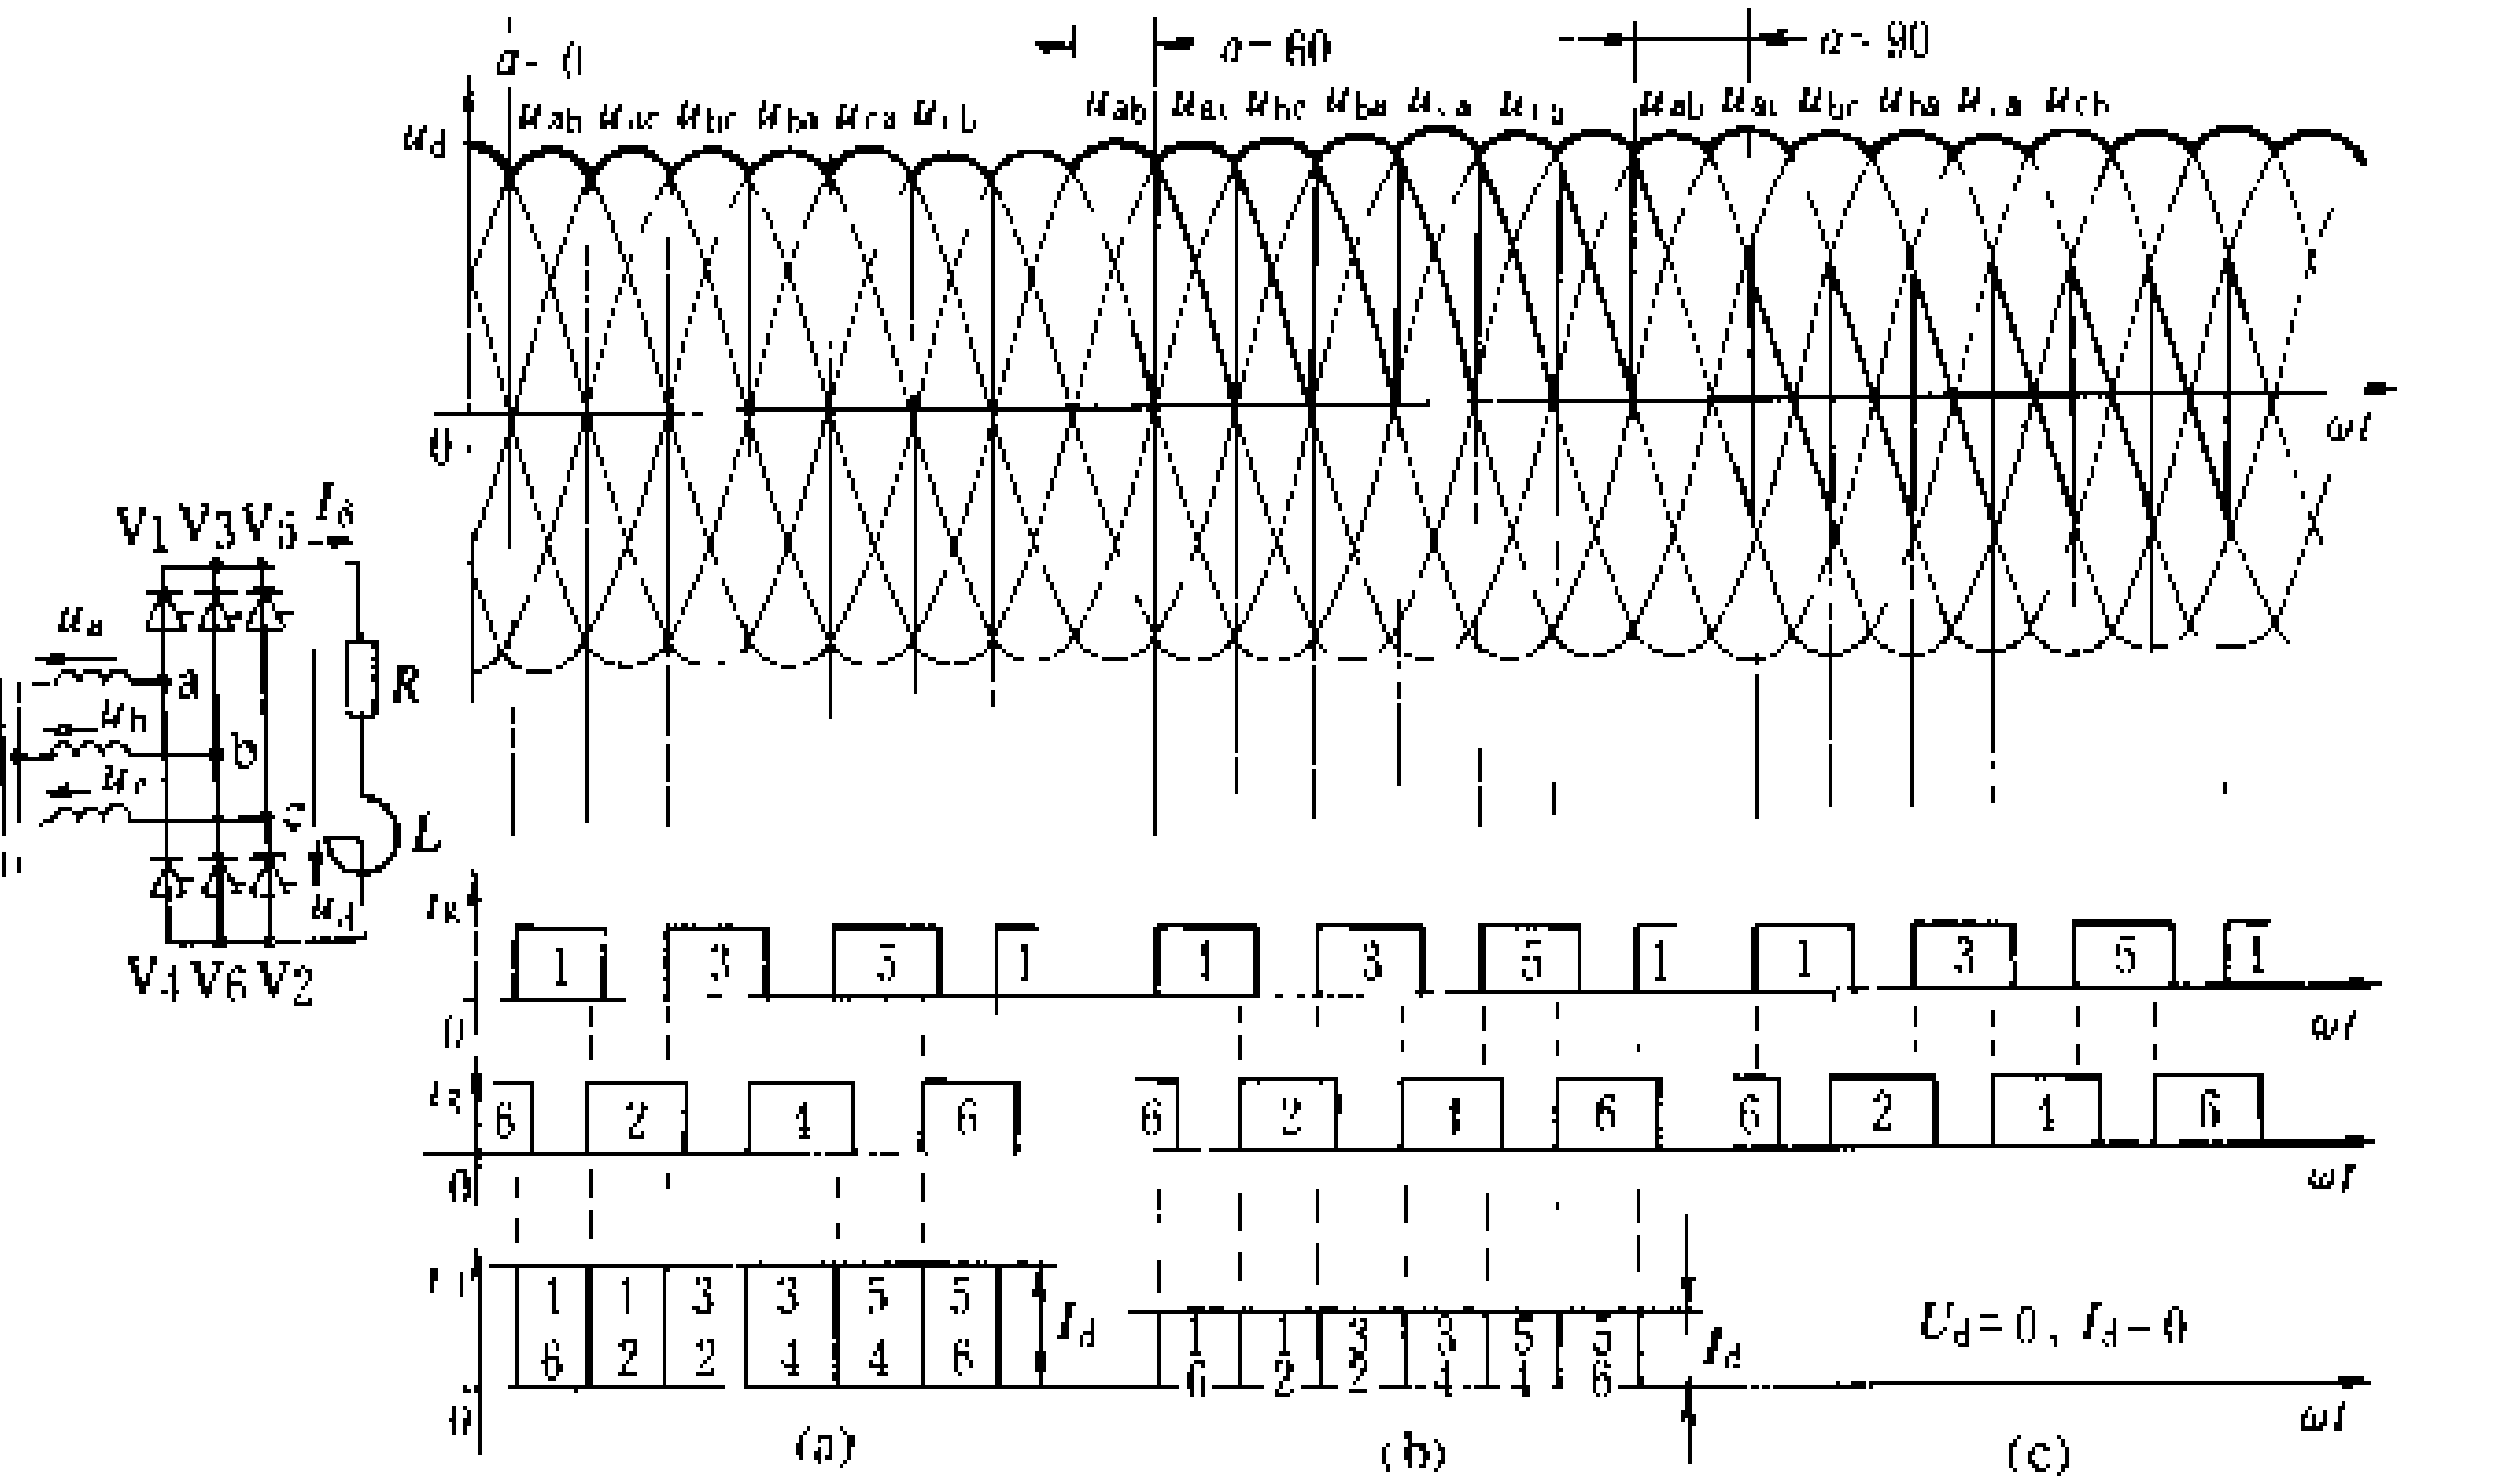 α=0
α=60
α=90
u_d
u_ab u_ac u_bc u_ba u_ca u_cb
u_ab u_ac u_bc u_ba u_ca u_cb
u_ab u_ac u_bc u_ba u_ca u_cb
0
ωt
V1 V3 V5
u_a
a
R
u_b
b
u_c
c
L
u_d
V4 V6 V2
1 3 5 1
1 3 5 1
1 3 5 1
0
ωt
6 2 4 6
6 2 4 6
6 2 4 6
0
ωt
1 1 3 3 5 5
6 2 2 4 4 6
I_d
1 1 3 3 5 5
6 2 2 4 4 6
I_d
U_d=0, I_d=0
0
ωt
(a)
(b)
(c)